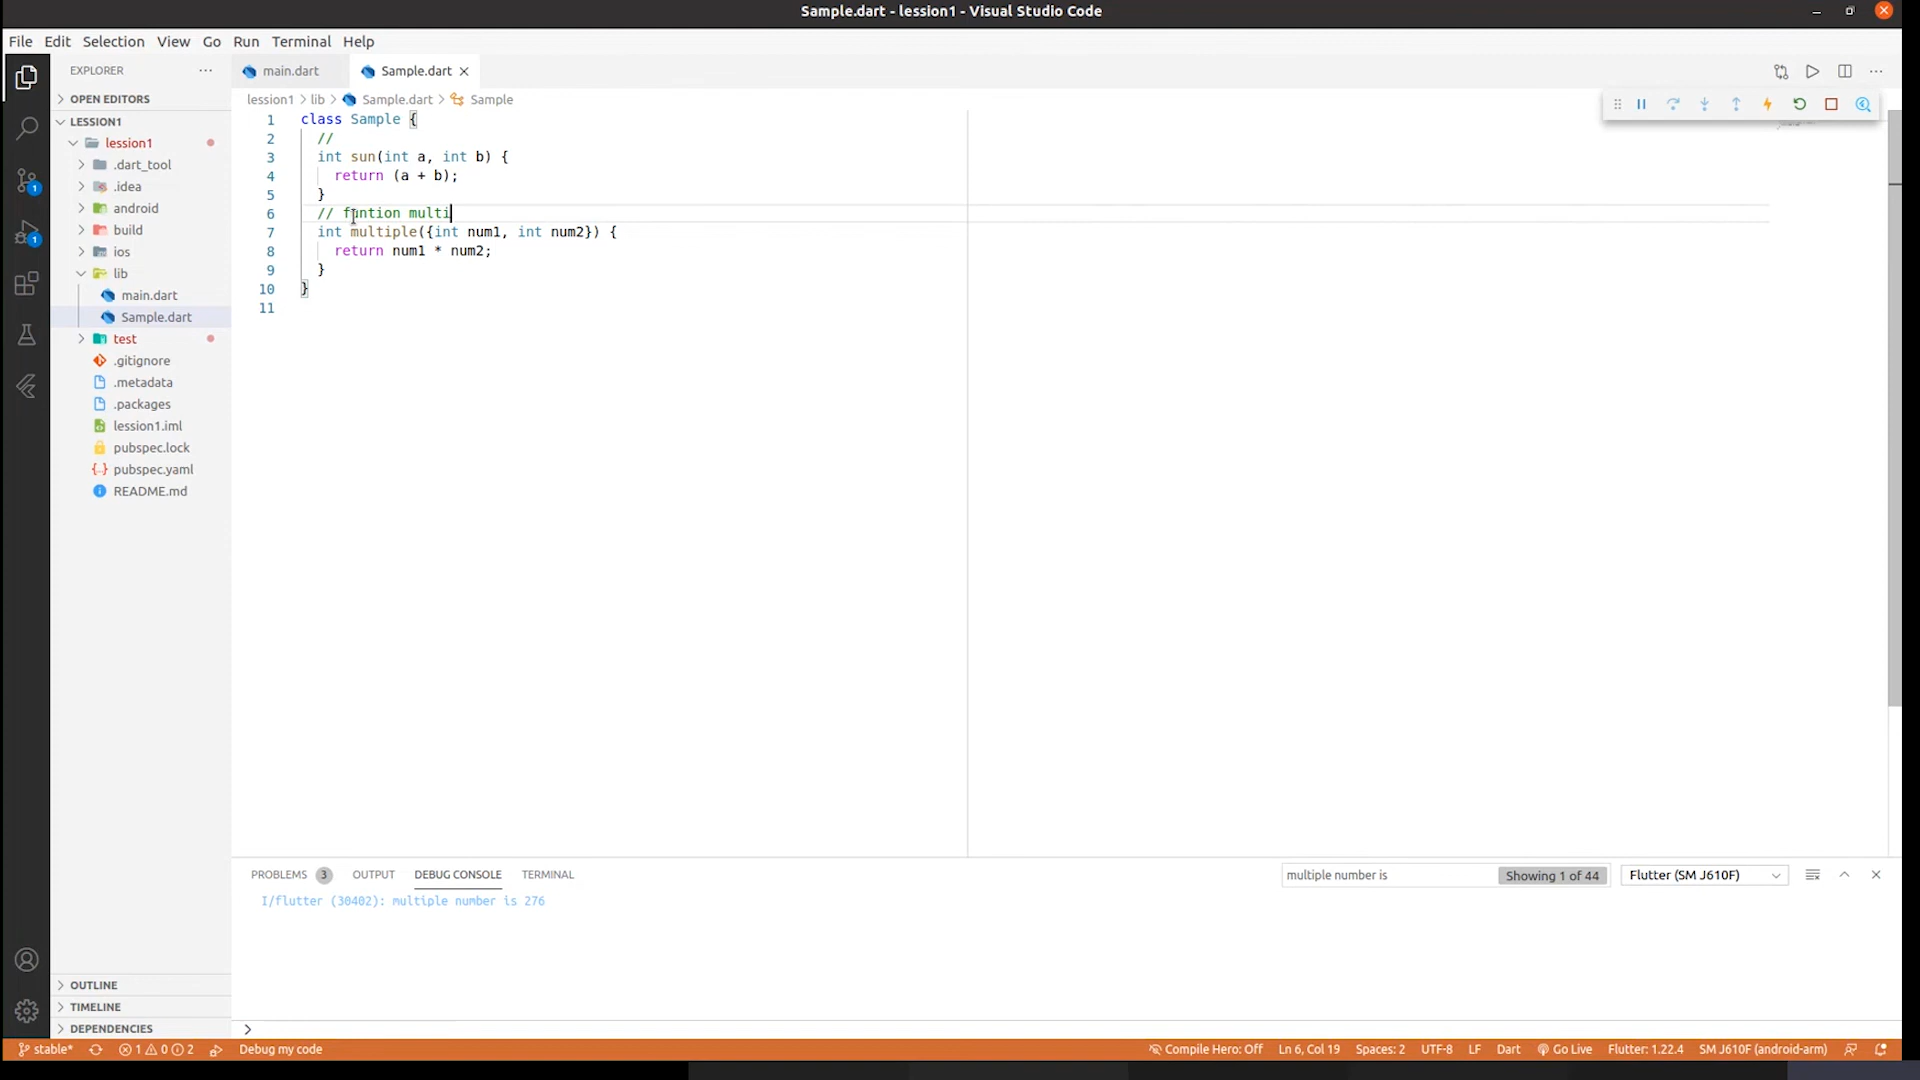 Sample.dart - lession1 - Visual Studio Code
File Edit Selection View Go Run Terminal Help
EXPLORER
main.dart
Sample.dart
OPEN EDITORS
lession1 > lib > Sample.dart > Sample
LESSION1
lession1
.dart_tool
.idea
android
build
ios
lib
main.dart
Sample.dart
test
.gitignore
.metadata
.packages
lession1.iml
pubspec.lock
pubspec.yaml
README.md
1 class Sample {
2 //
3 int sun(int a, int b) {
4 return (a + b);
5 }
6 // funtion multi
7 int multiple({int num1, int num2}) {
8 return num1 * num2;
9 }
10 }
11
1
1
PROBLEMS 3 OUTPUT DEBUG CONSOLE TERMINAL
multiple number is
Showing 1 of 44
Flutter (SM J610F)
I/flutter (30402): multiple number is 276
OUTLINE
TIMELINE
DEPENDENCIES
stable* 1 0 2 Debug my code
Compile Hero: Off Ln 6, Col 19 Spaces: 2 UTF-8 LF Dart Go Live Flutter: 1.22.4 SM J610F (android-arm)